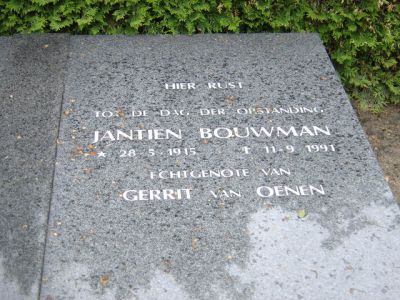 HIER RUST
TOT DE DAG DER OPSTANDING
JANTIEN BOUWMAN
* 28-5-1915 † 11-9-1991
ECHTGENOTE VAN
GERRIT VAN OENEN